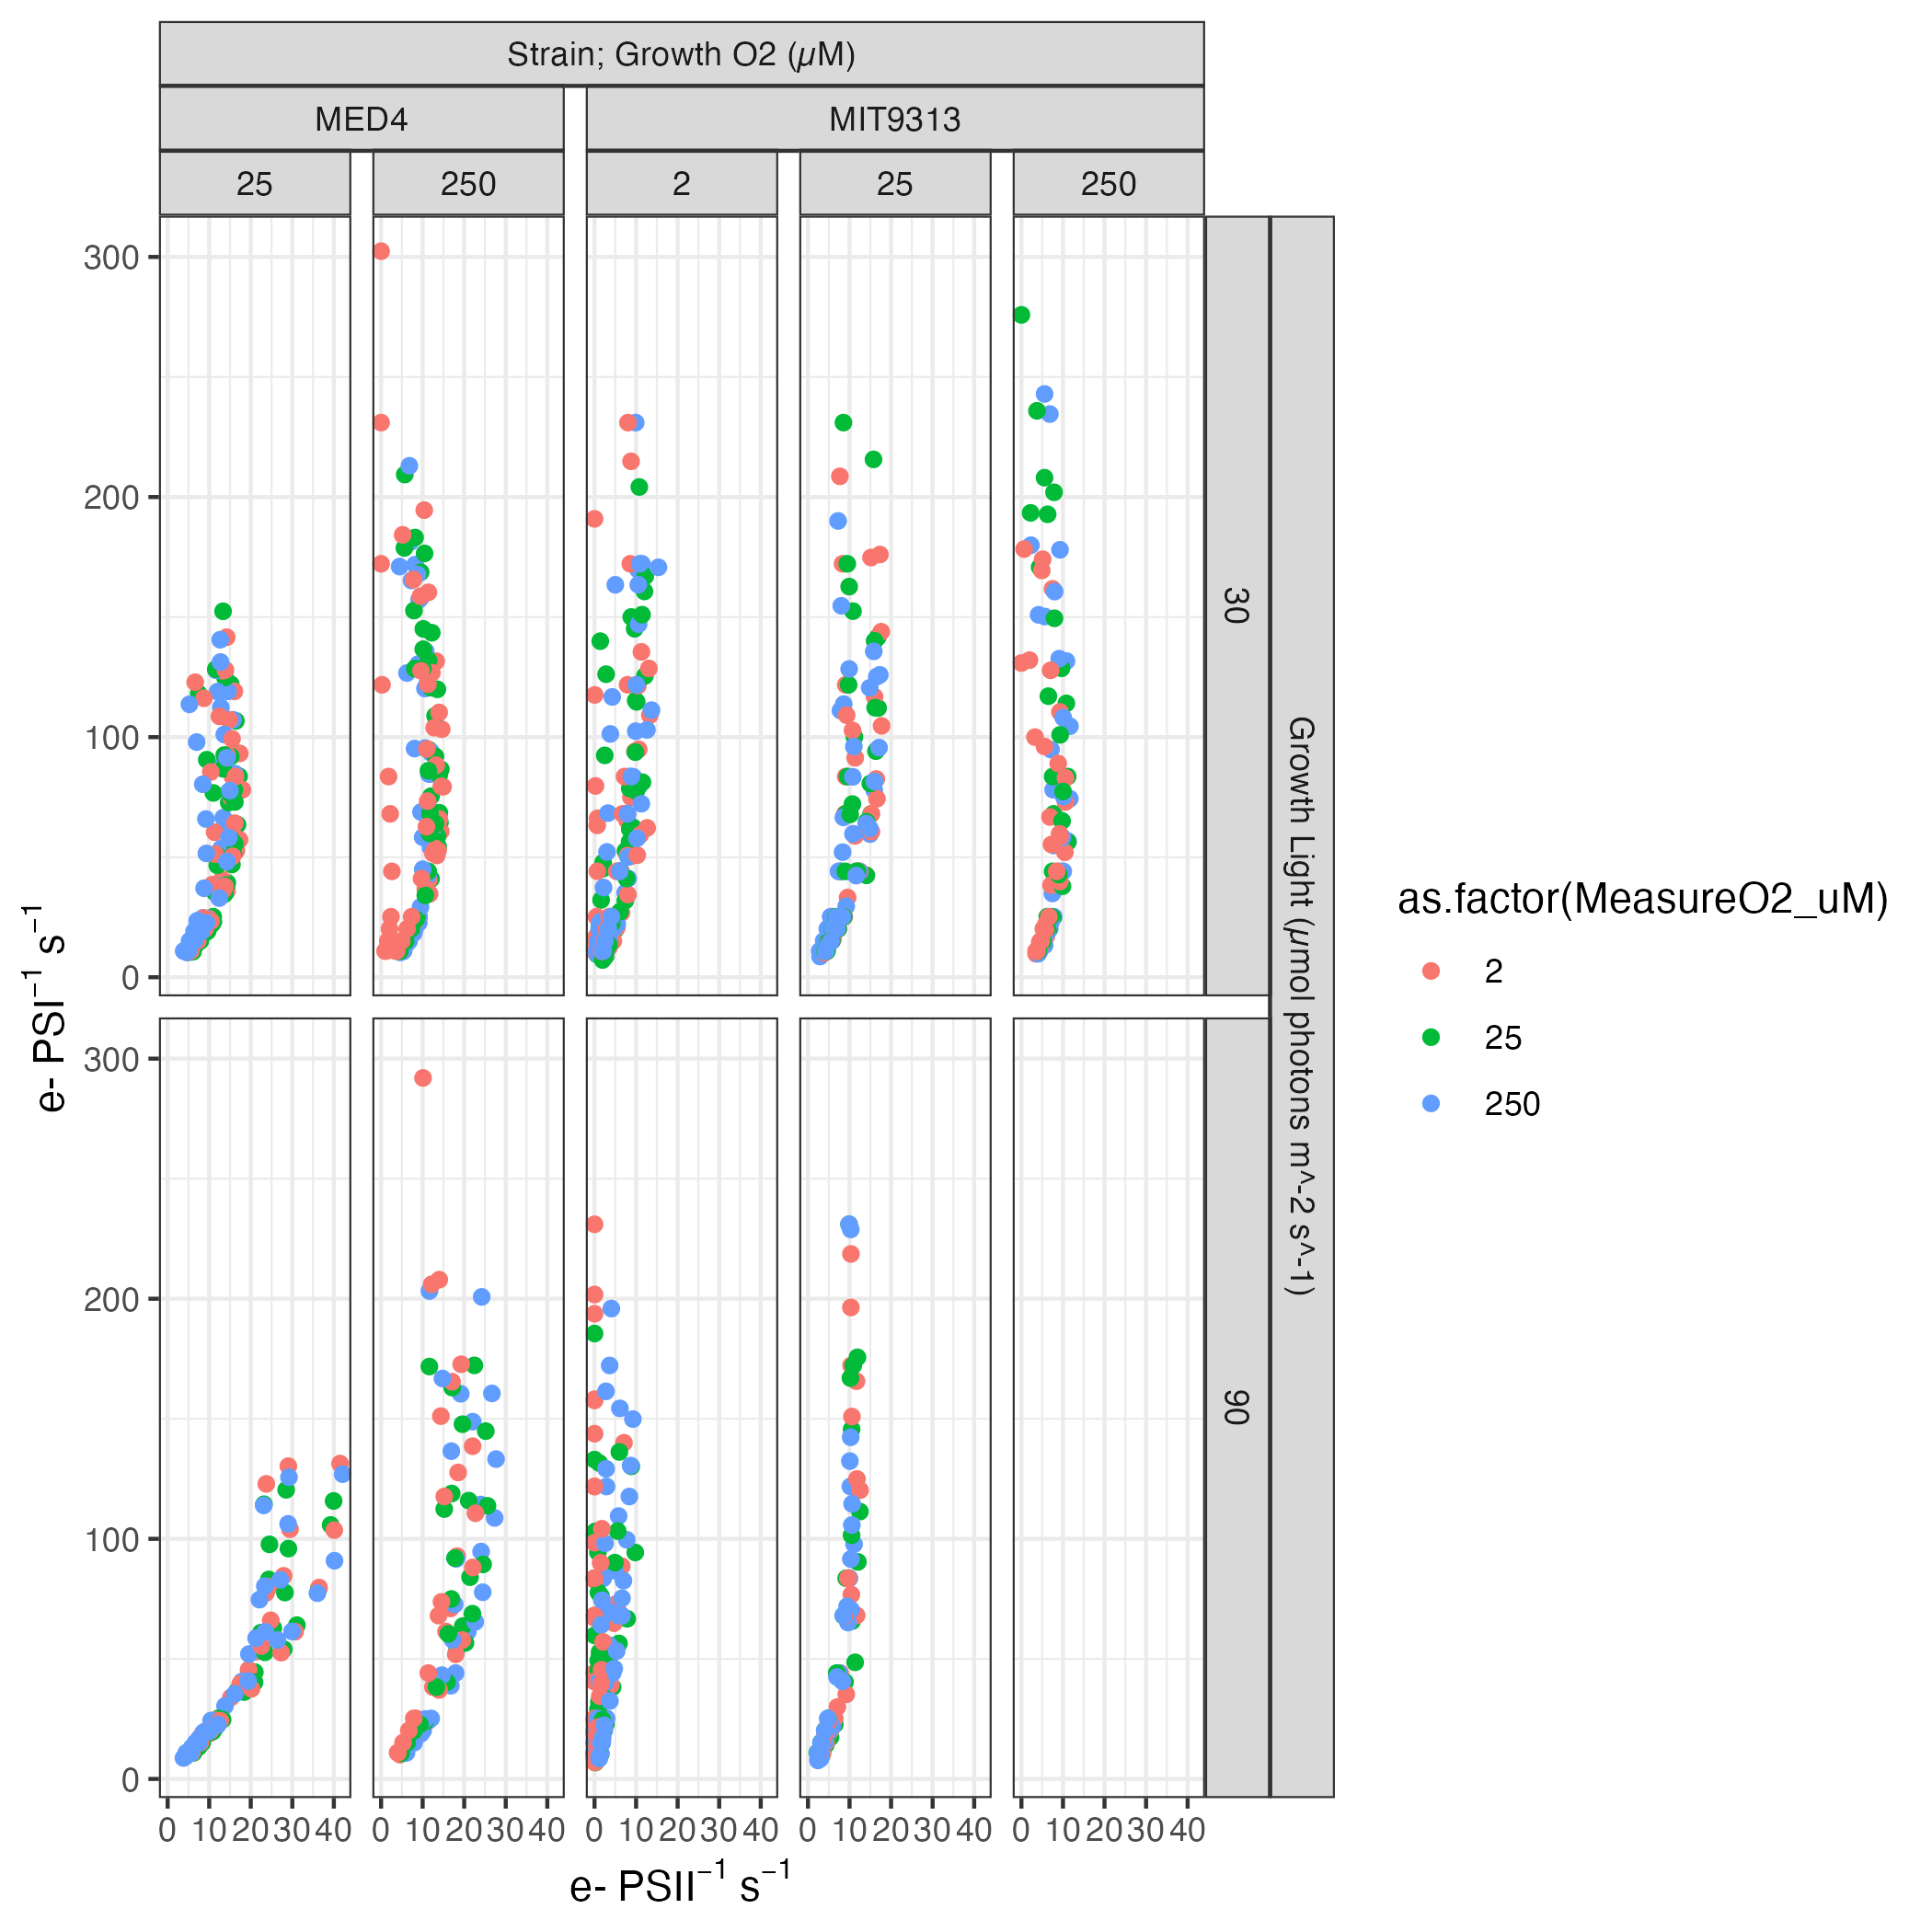 Strain; Growth O2 (µM)
MED4 MIT9313
25 250 2 25 250
300
200
100
0
30
300
200
100
0
90
Growth Light (µmol photons m^-2 s^-1)
e- PSI⁻¹ s⁻¹
0 10 20 30 40 0 10 20 30 40 0 10 20 30 40 0 10 20 30 40 0 10 20 30 40
e- PSII⁻¹ s⁻¹
as.factor(MeasureO2_uM)
2
25
250